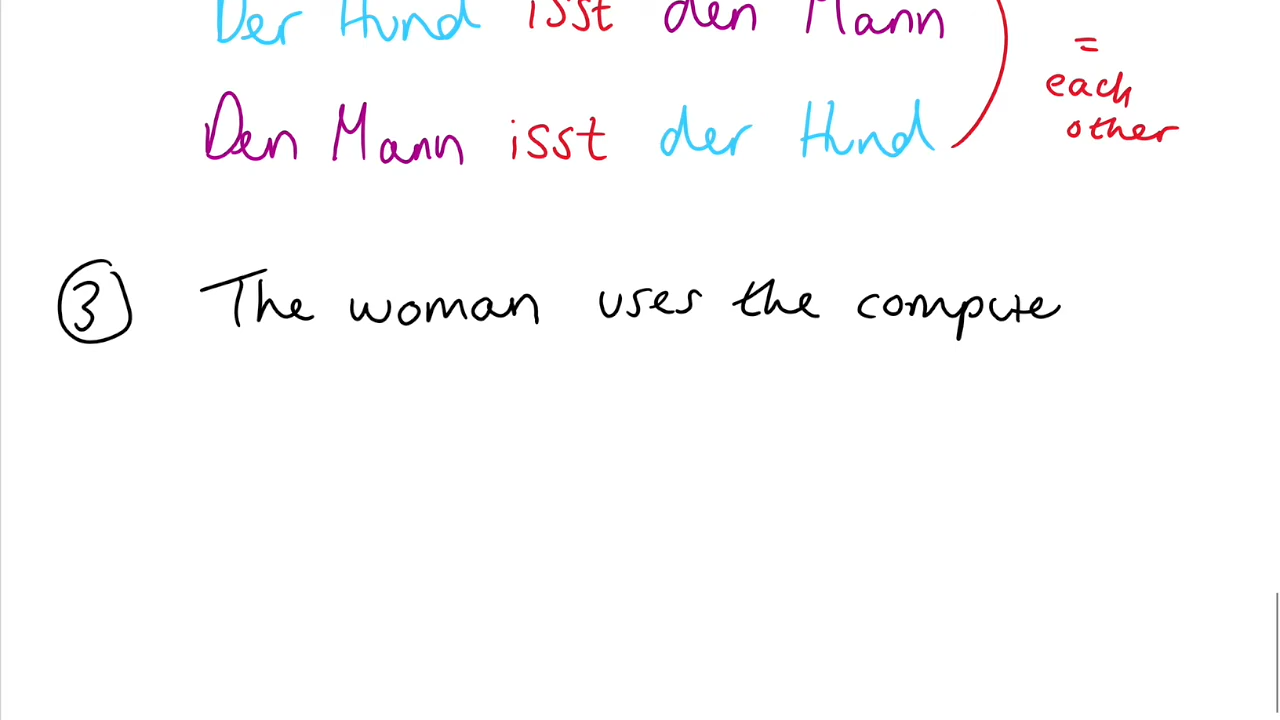 Der Hund isst den Mann
=
each
other
Den Mann isst der Hund
③ The woman uses the compute